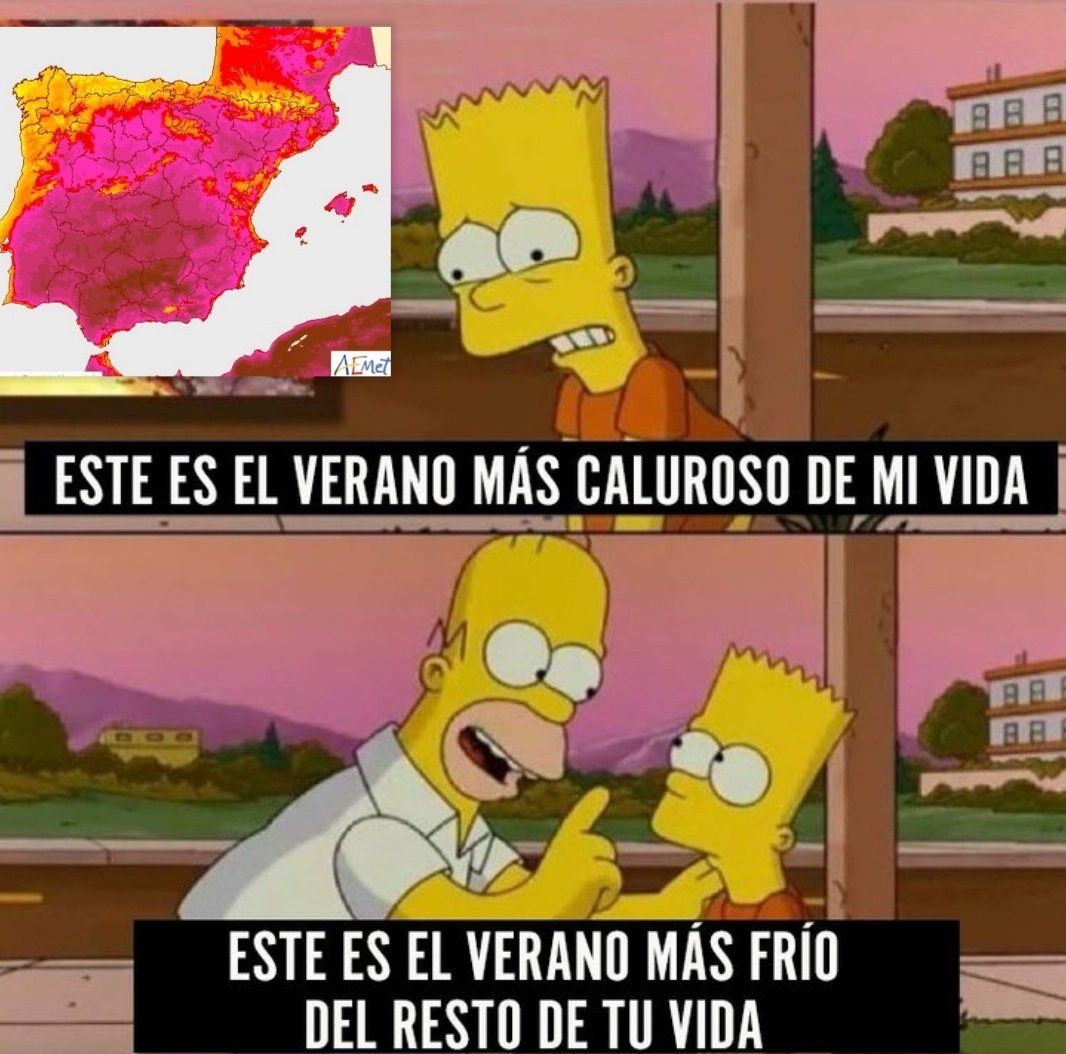 AEmet
ESTE ES EL VERANO MÁS CALUROSO DE MI VIDA
ESTE ES EL VERANO MÁS FRÍO
DEL RESTO DE TU VIDA